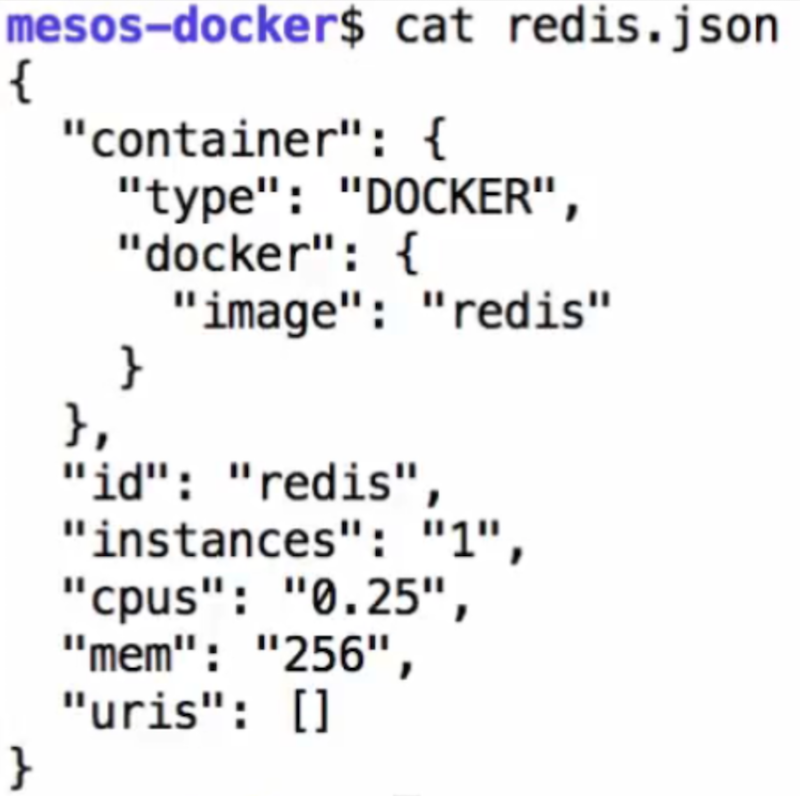 mesos-docker$ cat redis.json
{
  "container": {
    "type": "DOCKER",
    "docker": {
      "image": "redis"
    }
  },
  "id": "redis",
  "instances": "1",
  "cpus": "0.25",
  "mem": "256",
  "uris": []
}